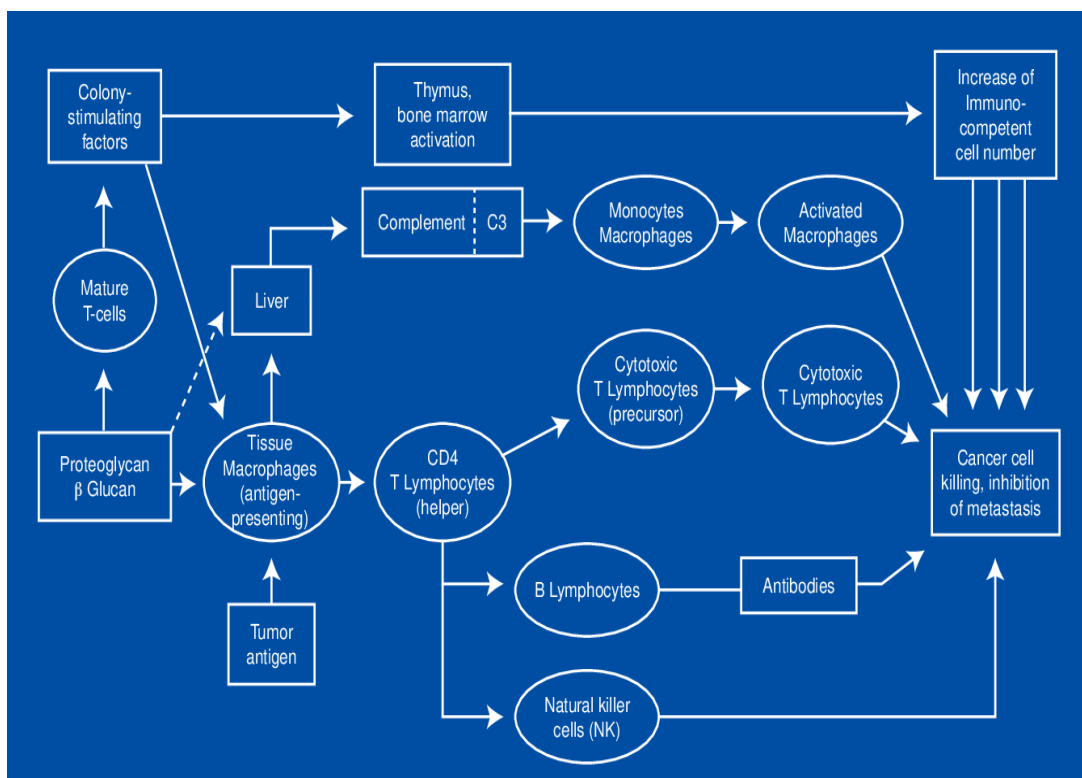 Colony-
stimulating
factors
Thymus,
bone marrow
activation
Increase of
Immuno-
competent
cell number
Complement
C3
Monocytes
Macrophages
Activated
Macrophages
Mature
T-cells
Liver
Cytotoxic
T Lymphocytes
(precursor)
Cytotoxic
T Lymphocytes
Proteoglycan
β Glucan
Tissue
Macrophages
(antigen-
presenting)
CD4
T Lymphocytes
(helper)
Cancer cell
killing, inhibition
of metastasis
B Lymphocytes
Antibodies
Tumor
antigen
Natural killer
cells (NK)